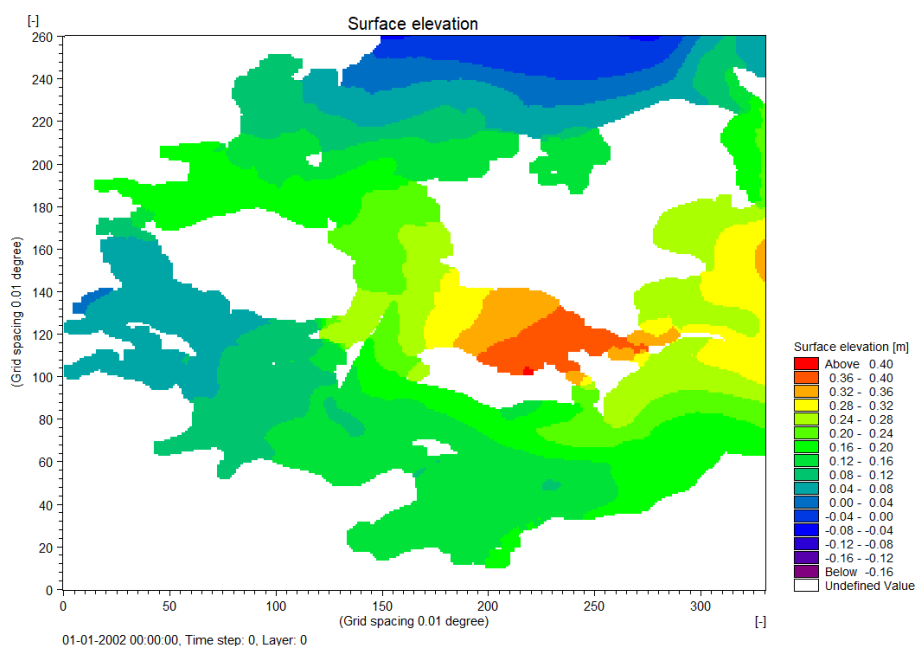 [-]
Surface elevation
260
240
220
200
180
160
140
120
100
80
60
40
20
0
(Grid spacing 0.01 degree)
0 50 100 150 200 250 300
(Grid spacing 0.01 degree) [-]
01-01-2002 00:00:00, Time step: 0, Layer: 0
Surface elevation [m]
Above 0.40
0.36 - 0.40
0.32 - 0.36
0.28 - 0.32
0.24 - 0.28
0.20 - 0.24
0.16 - 0.20
0.12 - 0.16
0.08 - 0.12
0.04 - 0.08
0.00 - 0.04
-0.04 - 0.00
-0.08 - -0.04
-0.12 - -0.08
-0.16 - -0.12
Below -0.16
Undefined Value